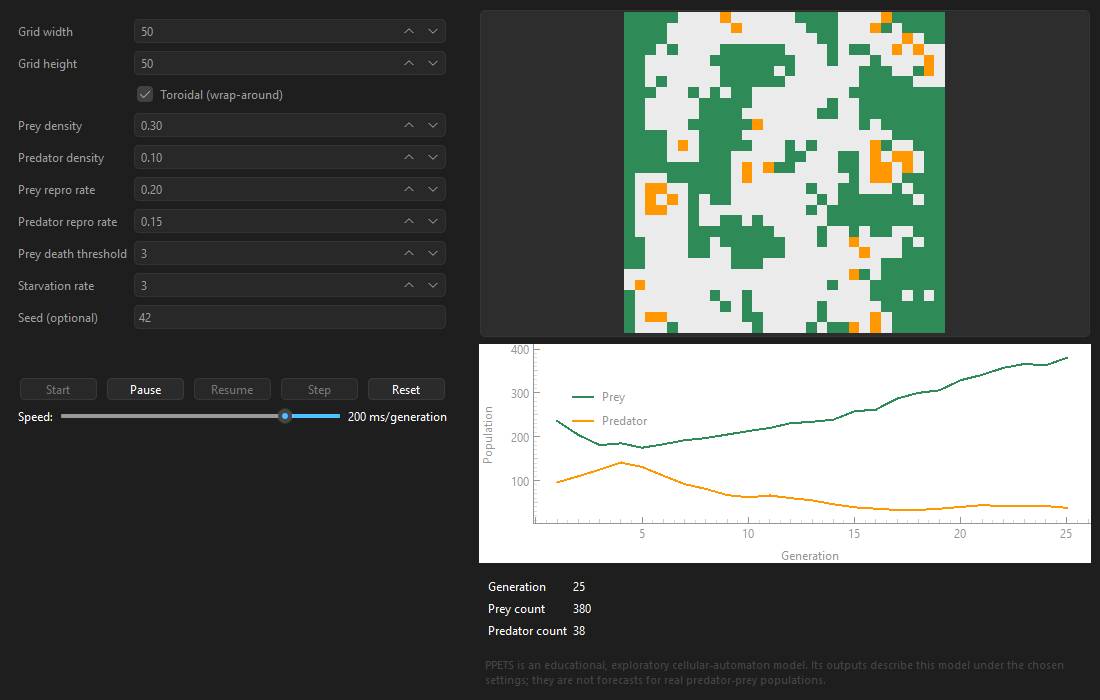 Grid width 50
Grid height 50
Toroidal (wrap-around)
Prey density 0.30
Predator density 0.10
Prey repro rate 0.20
Predator repro rate 0.15
Prey death threshold 3
Starvation rate 3
Seed (optional) 42
Start Pause Resume Step Reset
Speed: 200 ms/generation
400
300
200
100
Population
Prey
Predator
5 10 15 20 25
Generation
Generation 25
Prey count 380
Predator count 38
PPETS is an educational, exploratory cellular-automaton model. Its outputs describe this model under the chosen
settings; they are not forecasts for real predator-prey populations.